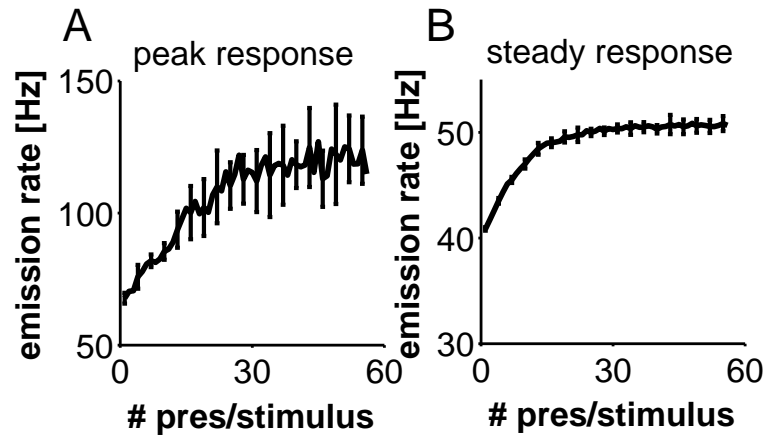 A
peak response
emission rate [Hz]
150
100
50
0
30
60
# pres/stimulus
B
steady response
emission rate [Hz]
50
40
30
0
30
60
# pres/stimulus